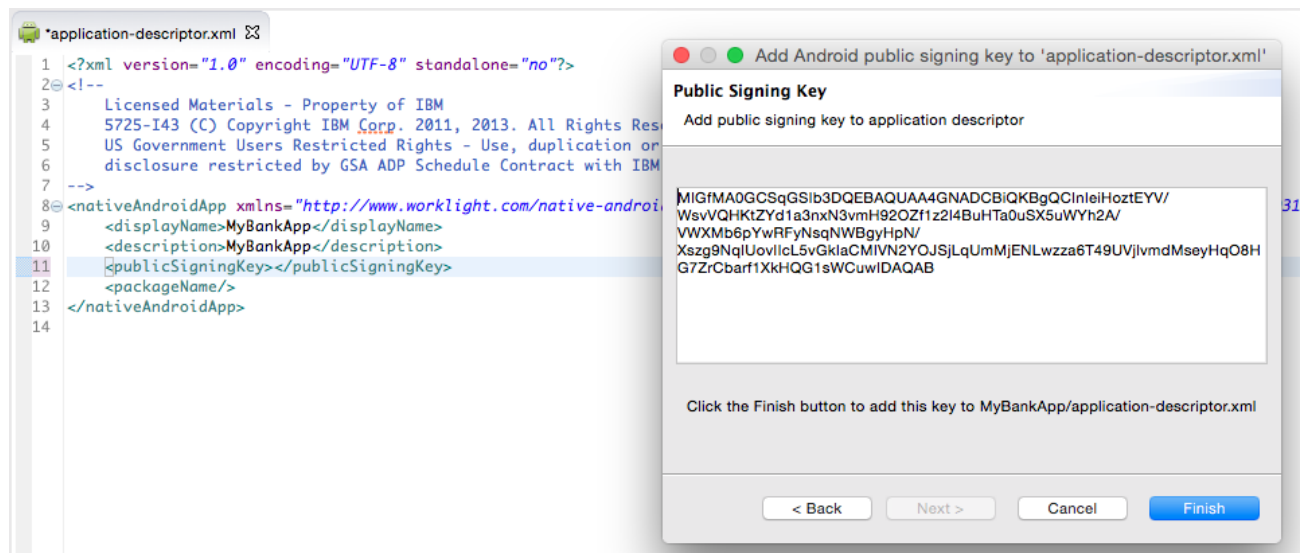 *application-descriptor.xml
1 <?xml version="1.0" encoding="UTF-8" standalone="no"?>
2 <!--
3 Licensed Materials - Property of IBM
4 5725-I43 (C) Copyright IBM Corp. 2011, 2013. All Rights Res
5 US Government Users Restricted Rights - Use, duplication or
6 disclosure restricted by GSA ADP Schedule Contract with IBM
7 -->
8 <nativeAndroidApp xmlns="http://www.worklight.com/native-androi
31
9 <displayName>MyBankApp</displayName>
10 <description>MyBankApp</description>
11 <publicSigningKey></publicSigningKey>
12 <packageName/>
13 </nativeAndroidApp>
14
Add Android public signing key to 'application-descriptor.xml'
Public Signing Key
Add public signing key to application descriptor
MIGfMA0GCSqGSIb3DQEBAQUAA4GNADCBiQKBgQCInIeiHoztEYV/
WsvVQHKtZYd1a3nxN3vmH92OZf1z2I4BuHTa0uSX5uWYh2A/
VWXMb6pYwRFyNsqNWBgyHpN/
Xszg9NqIUovIIcL5vGkIaCMIVN2YOJSjLqUmMjENLwzza6T49UVjIvmdMseyHqO8H
G7ZrCbarf1XkHQG1sWCuwIDAQAB
Click the Finish button to add this key to MyBankApp/application-descriptor.xml
< Back
Next >
Cancel
Finish